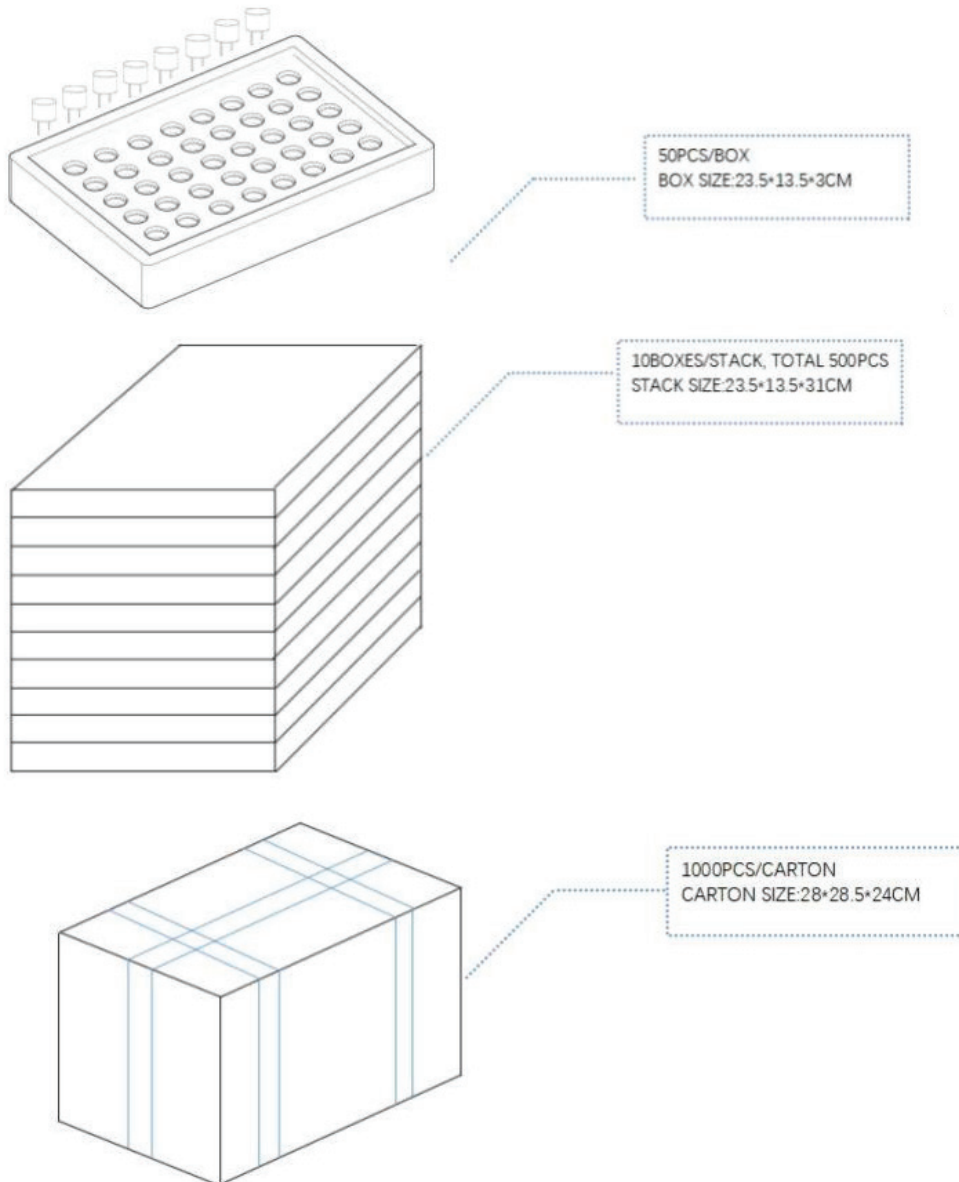 50PCS/BOX
BOX SIZE:23.5*13.5*3CM
10BOXES/STACK, TOTAL 500PCS
STACK SIZE:23.5*13.5*31CM
1000PCS/CARTON
CARTON SIZE:28*28.5*24CM